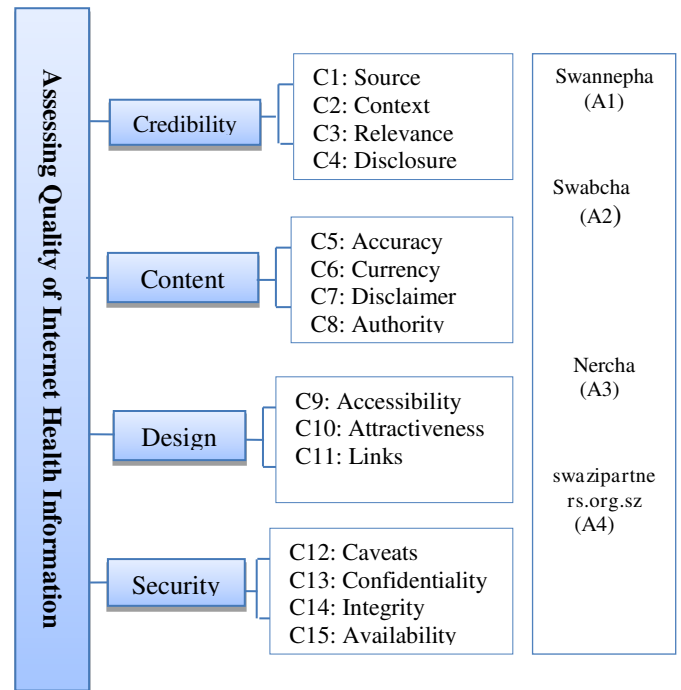 Assessing Quality of Internet Health Information
Credibility
C1: Source
C2: Context
C3: Relevance
C4: Disclosure
Content
C5: Accuracy
C6: Currency
C7: Disclaimer
C8: Authority
Design
C9: Accessibility
C10: Attractiveness
C11: Links
Security
C12: Caveats
C13: Confidentiality
C14: Integrity
C15: Availability
Swannepha
(A1)
Swabcha
(A2)
Nercha
(A3)
swazipartne
rs.org.sz
(A4)